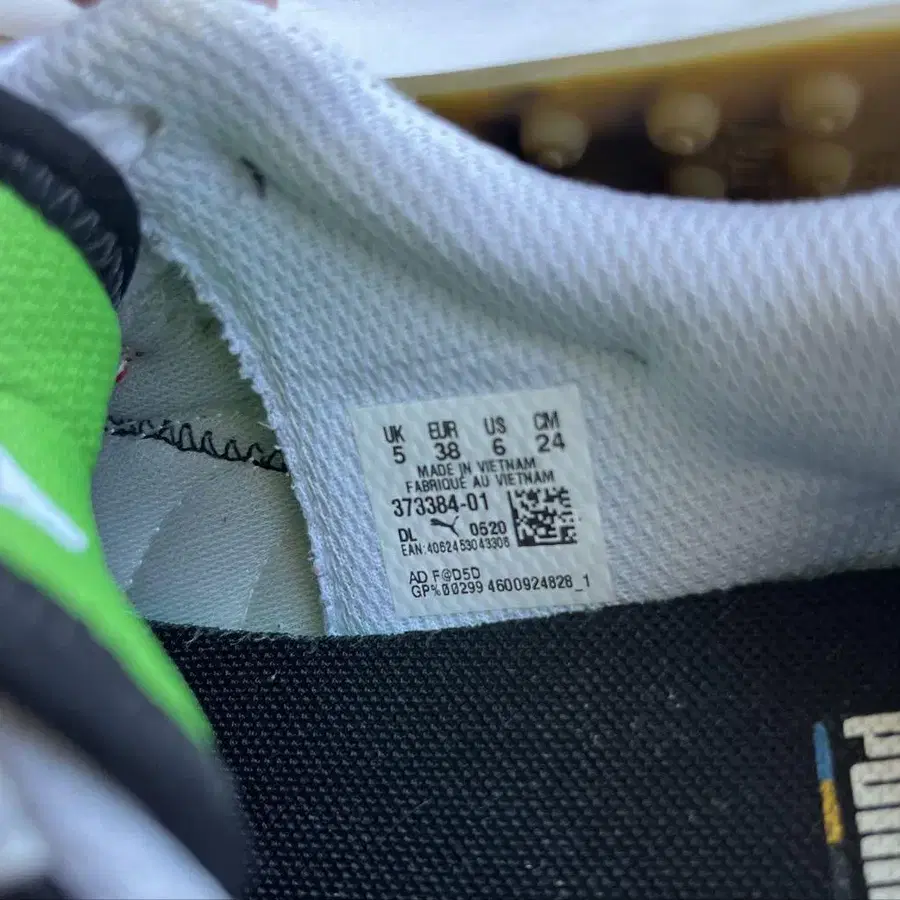 UK EUR US CM
5 38 6 24
MADE IN VIETNAM
FABRIQUÉ AU VIETNAM
373384-01
DL 0520
EAN:4062453043308
AD F@D5D
GP%00299 4600924828_1